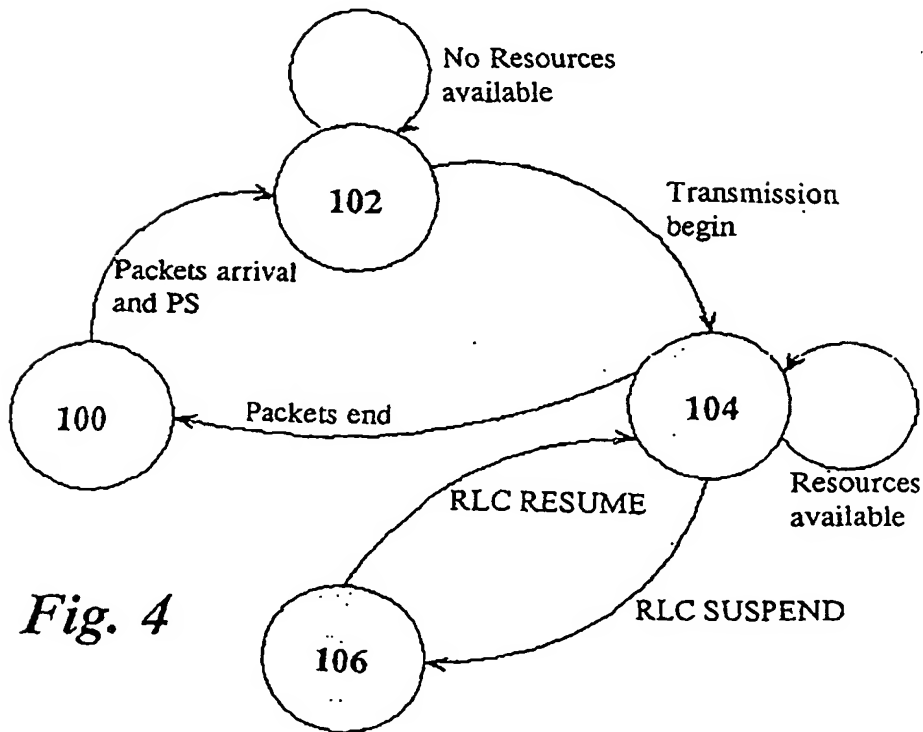 No Resources
available
102
Transmission
begin
Packets arrival
and PS
100
Packets end
104
RLC RESUME
Resources
available
Fig. 4
106
RLC SUSPEND